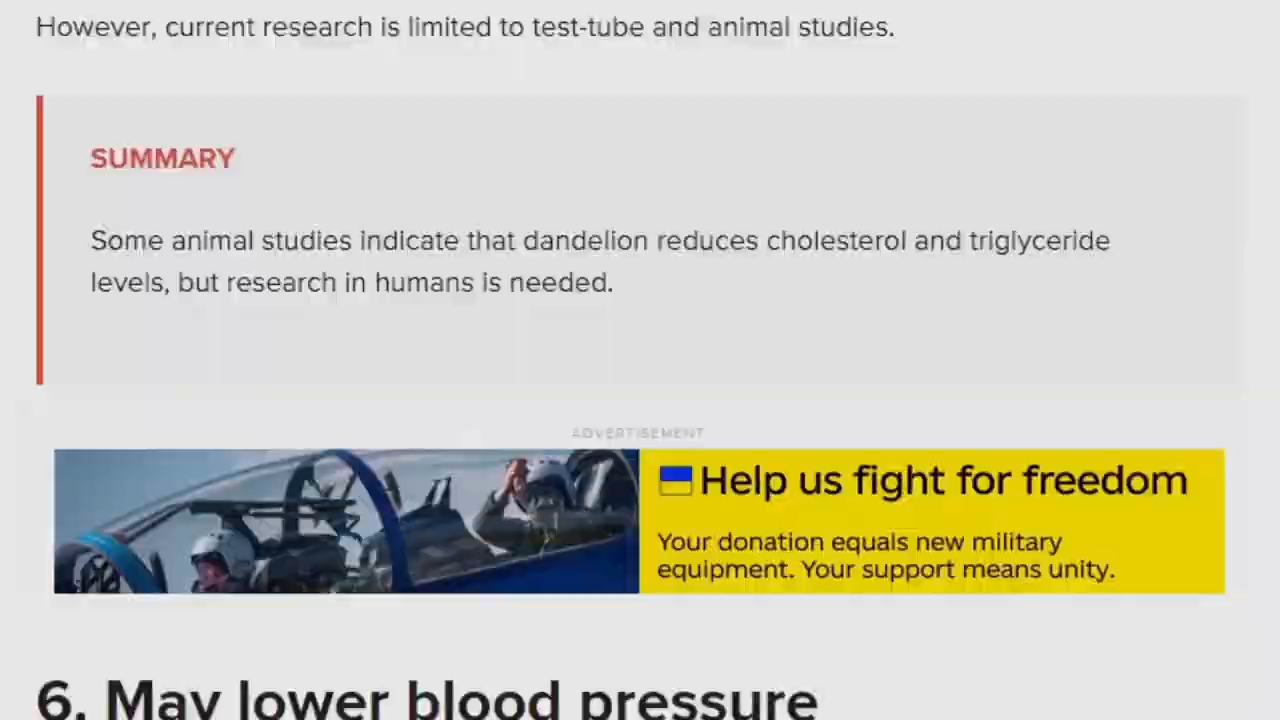 However, current research is limited to test-tube and animal studies.
SUMMARY
Some animal studies indicate that dandelion reduces cholesterol and triglyceride
levels, but research in humans is needed.
ADVERTISEMENT
Help us fight for freedom
Your donation equals new military
equipment. Your support means unity.
6. May lower blood pressure